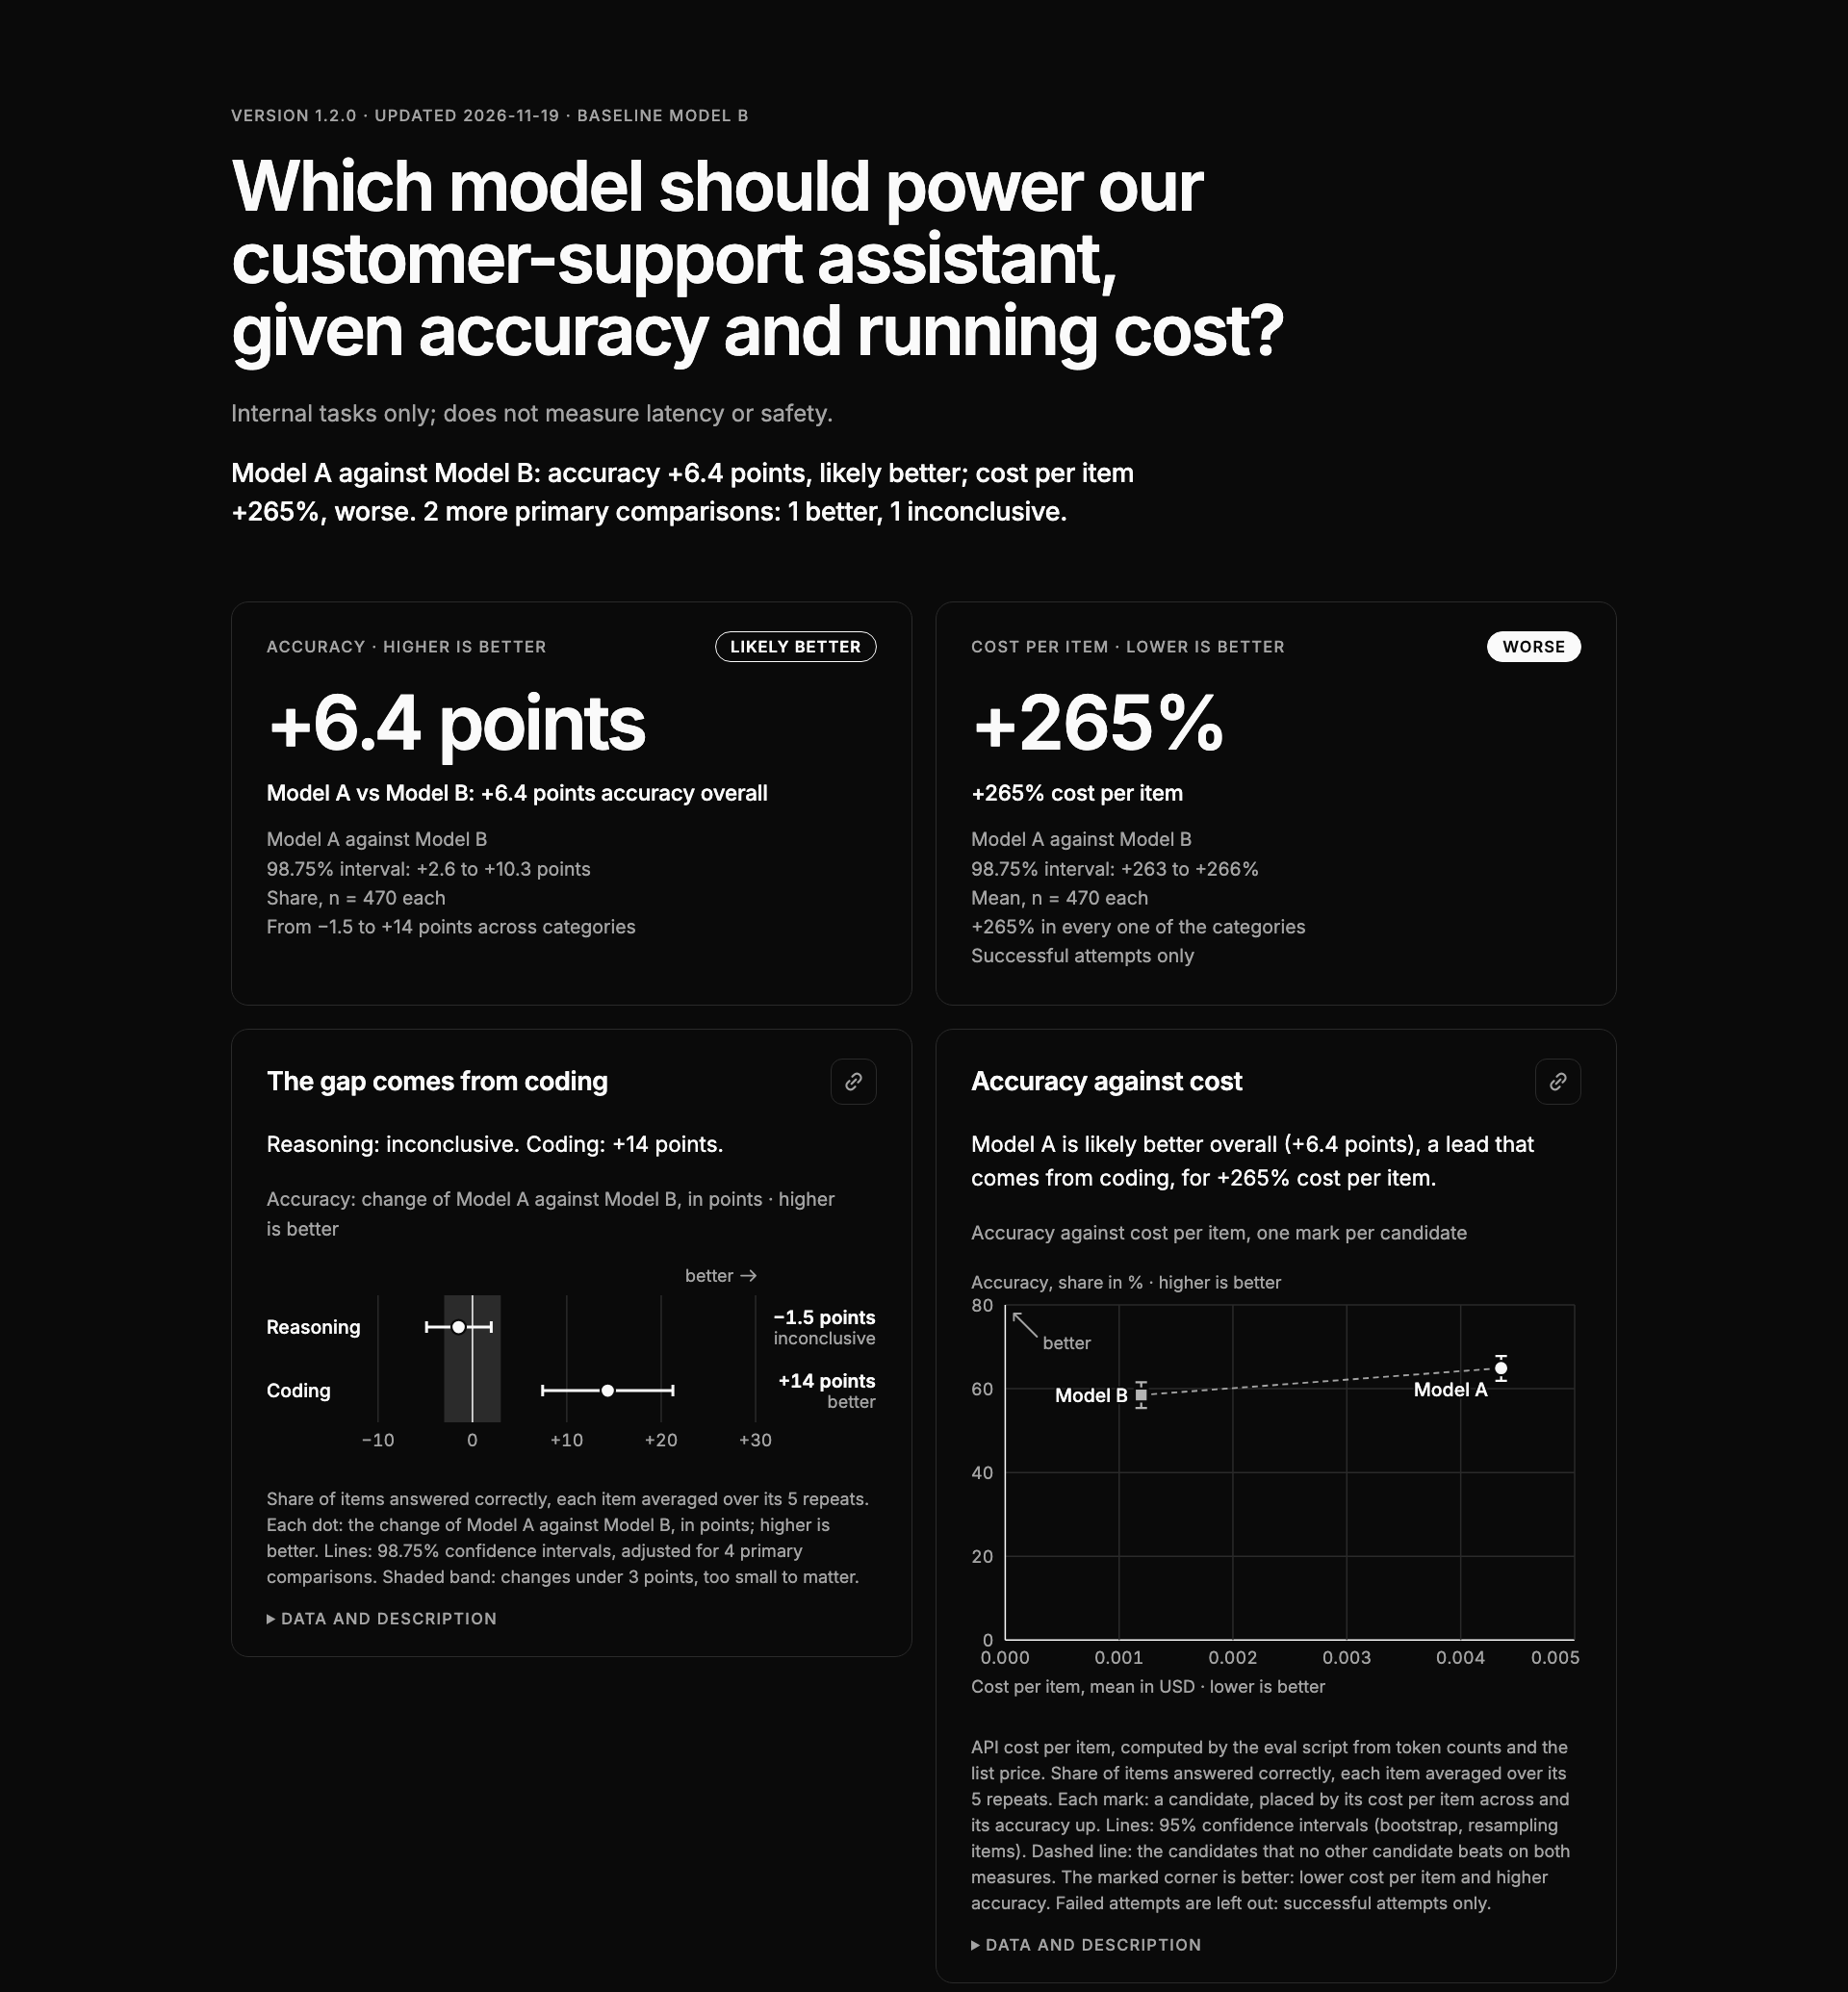 VERSION 1.2.0 · UPDATED 2026-11-19 · BASELINE MODEL B
Which model should power our
customer-support assistant,
given accuracy and running cost?
Internal tasks only; does not measure latency or safety.
Model A against Model B: accuracy +6.4 points, likely better; cost per item
+265%, worse. 2 more primary comparisons: 1 better, 1 inconclusive.
ACCURACY · HIGHER IS BETTER
LIKELY BETTER
+6.4 points
Model A vs Model B: +6.4 points accuracy overall
Model A against Model B
98.75% interval: +2.6 to +10.3 points
Share, n = 470 each
From −1.5 to +14 points across categories
COST PER ITEM · LOWER IS BETTER
WORSE
+265%
+265% cost per item
Model A against Model B
98.75% interval: +263 to +266%
Mean, n = 470 each
+265% in every one of the categories
Successful attempts only
The gap comes from coding
Reasoning: inconclusive. Coding: +14 points.
Accuracy: change of Model A against Model B, in points · higher
is better
better →
Reasoning
−1.5 points
inconclusive
Coding
+14 points
better
−10 0 +10 +20 +30
Share of items answered correctly, each item averaged over its 5 repeats.
Each dot: the change of Model A against Model B, in points; higher is
better. Lines: 98.75% confidence intervals, adjusted for 4 primary
comparisons. Shaded band: changes under 3 points, too small to matter.
DATA AND DESCRIPTION
Accuracy against cost
Model A is likely better overall (+6.4 points), a lead that
comes from coding, for +265% cost per item.
Accuracy against cost per item, one mark per candidate
Accuracy, share in % · higher is better
80
better
Model B
Model A
60
40
20
0
0.000 0.001 0.002 0.003 0.004 0.005
Cost per item, mean in USD · lower is better
API cost per item, computed by the eval script from token counts and the
list price. Share of items answered correctly, each item averaged over its
5 repeats. Each mark: a candidate, placed by its cost per item across and
its accuracy up. Lines: 95% confidence intervals (bootstrap, resampling
items). Dashed line: the candidates that no other candidate beats on both
measures. The marked corner is better: lower cost per item and higher
accuracy. Failed attempts are left out: successful attempts only.
DATA AND DESCRIPTION